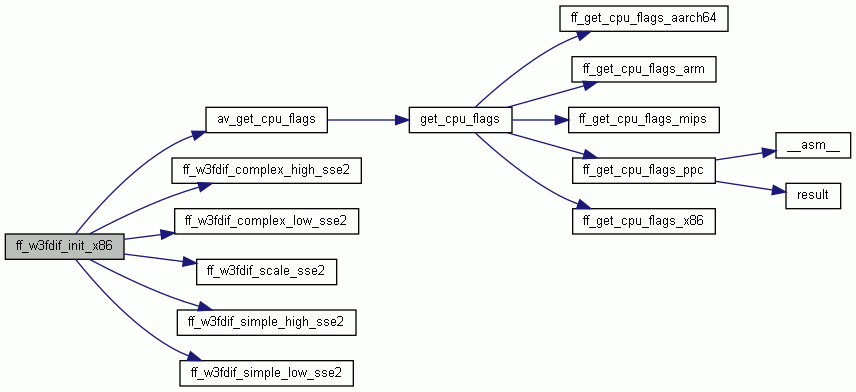 ff_get_cpu_flags_aarch64
ff_get_cpu_flags_arm
av_get_cpu_flags
get_cpu_flags
ff_get_cpu_flags_mips
__asm__
ff_w3fdif_complex_high_sse2
ff_get_cpu_flags_ppc
result
ff_w3fdif_complex_low_sse2
ff_get_cpu_flags_x86
ff_w3fdif_init_x86
ff_w3fdif_scale_sse2
ff_w3fdif_simple_high_sse2
ff_w3fdif_simple_low_sse2